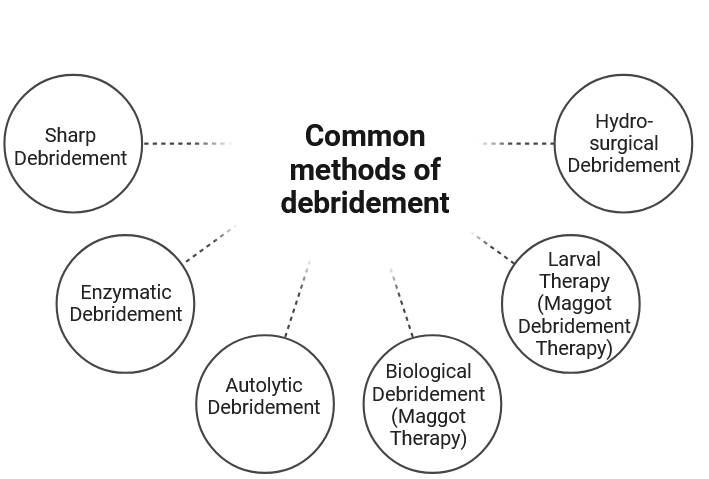 Common
methods of
debridement
Sharp
Debridement
Enzymatic
Debridement
Autolytic
Debridement
Biological
Debridement
(Maggot
Therapy)
Larval
Therapy
(Maggot
Debridement
Therapy)
Hydro-
surgical
Debridement